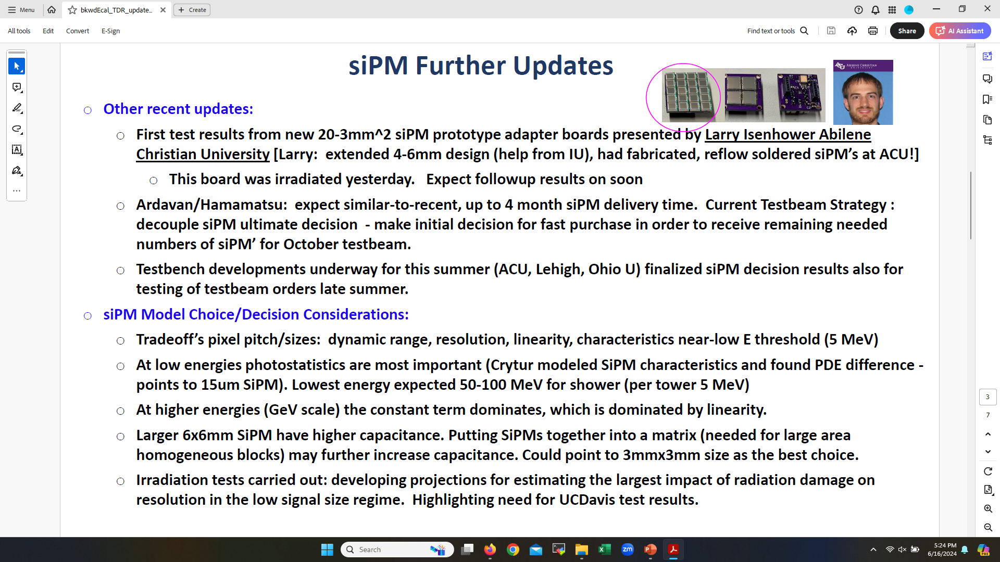 Menu
bkwdEcal_TDR_update...
Create
All tools
Edit
Convert
E-Sign
Find text or tools
Share
AI Assistant
siPM Further Updates
ABILENE CHRISTIAN
UNIVERSITY
Other recent updates:
First test results from new 20-3mm^2 siPM prototype adapter boards presented by Larry Isenhower Abilene
Christian University [Larry:  extended 4-6mm design (help from IU), had fabricated, reflow soldered siPM’s at ACU!]
This board was irradiated yesterday.   Expect followup results on soon
Ardavan/Hamamatsu:  expect similar-to-recent, up to 4 month siPM delivery time.  Current Testbeam Strategy :
decouple siPM ultimate decision  - make initial decision for fast purchase in order to receive remaining needed
numbers of siPM’ for October testbeam.
Testbench developments underway for this summer (ACU, Lehigh, Ohio U) finalized siPM decision results also for
testing of testbeam orders late summer.
siPM Model Choice/Decision Considerations:
Tradeoff’s pixel pitch/sizes:  dynamic range, resolution, linearity, characteristics near-low E threshold (5 MeV)
At low energies photostatistics are most important (Crytur modeled SiPM characteristics and found PDE difference -
points to 15um SiPM). Lowest energy expected 50-100 MeV for shower (per tower 5 MeV)
At higher energies (GeV scale) the constant term dominates, which is dominated by linearity.
Larger 6x6mm SiPM have higher capacitance. Putting SiPMs together into a matrix (needed for large area
homogeneous blocks) may further increase capacitance. Could point to 3mmx3mm size as the best choice.
Irradiation tests carried out: developing projections for estimating the largest impact of radiation damage on
resolution in the low signal size regime.  Highlighting need for UCDavis test results.
3
7
Search
zm
5:24 PM
6/16/2024
PRE